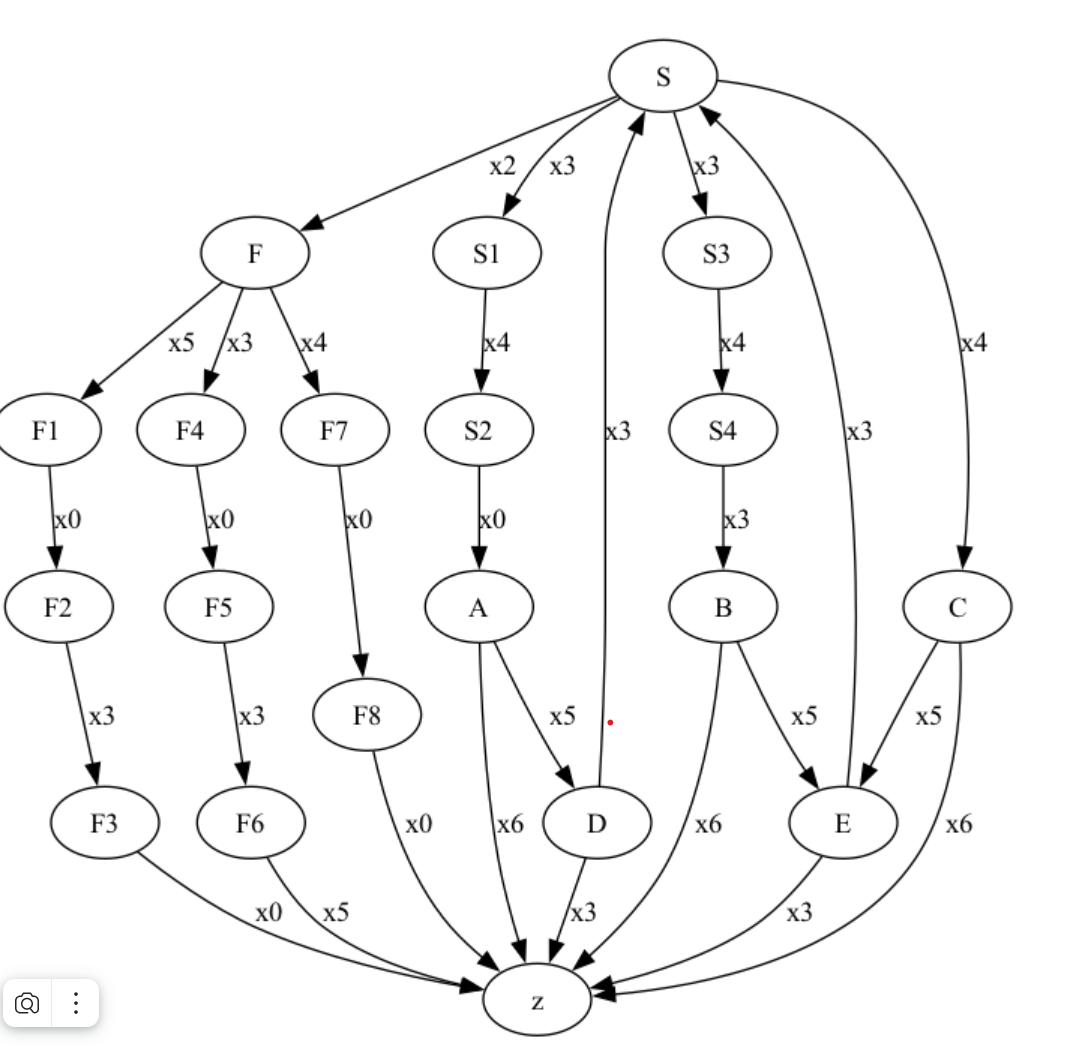 S
x2 x3 x3
F S1 S3
x5 x3 x4 x4 x4 x4
F1 F4 F7 S2 x3 S4 x3
x0 x0 x0 x0 x3
F2 F5 A B C
x3 x3 F8 x5 x5 x5
F3 F6 x0 x6 D x6 E x6
x0 x5 x3 x3
z